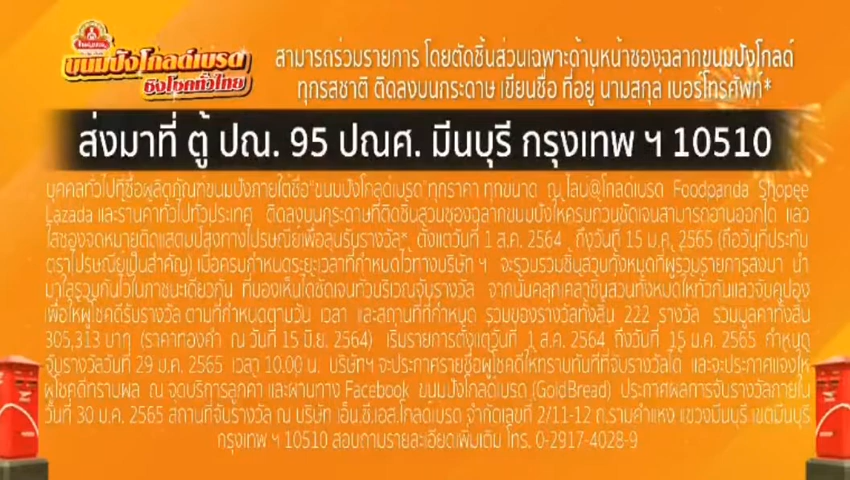 ขนมปังโกลด์เบรด
ชิงโชคทั่วไทย
สามารถร่วมรายการ โดยตัดชิ้นส่วนเฉพาะด้านหน้าซองฉลากขนมปังโกลด์
ทุกรสชาติ ติดลงบนกระดาษ เขียนชื่อ ที่อยู่ นามสกุล เบอร์โทรศัพท์*
ส่งมาที่ ตู้ ปณ. 95 ปณศ. มีนบุรี กรุงเทพ ฯ 10510
บุคคลทั่วไปที่ซื้อผลิตภัณฑ์ขนมปังภายใต้ชื่อ"ขนมปังโกลด์เบรด"ทุกราคา ทุกขนาด ณ ไลน์@โกลด์เบรด Foodpanda Shopee
Lazada และร้านค้าทั่วไปทั่วประเทศ ติดลงบนกระดาษที่ติดชิ้นส่วนซองฉลากขนมปังให้ครบถ้วนชัดเจนสามารถอ่านออกได้ แล้ว
ใส่ซองจดหมายติดแสตมป์ส่งทางไปรษณีย์เพื่อลุ้นรับรางวัล* ตั้งแต่วันที่ 1 ส.ค. 2564 ถึงวันที่ 15 ม.ค. 2565 (ถือวันที่ประทับ
ตราไปรษณีย์เป็นสำคัญ) เมื่อครบกำหนดระยะเวลาที่กำหนดไว้ทางบริษัท ฯ จะรวบรวมชิ้นส่วนทั้งหมดที่ผู้ร่วมรายการส่งมา นำ
มาใส่รวมกันไว้ในภาชนะเดียวกัน ที่มองเห็นได้ชัดเจนทั่วบริเวณจับรางวัล จากนั้นคลุกเคล้าชิ้นส่วนทั้งหมดให้ทั่วกันแล้วจับคูปอง
เพื่อให้ผู้โชคดีรับรางวัล ตามที่กำหนดตามวัน เวลา และสถานที่ที่กำหนด รวมของรางวัลทั้งสิ้น 222 รางวัล รวมมูลค่าทั้งสิ้น
305,313 บาท (ราคาทองคำ ณ วันที่ 15 มิ.ย. 2564) เริ่มรายการตั้งแต่วันที่ 1 ส.ค. 2564 ถึงวันที่ 15 ม.ค. 2565 กำหนด
จับรางวัลวันที่ 29 ม.ค. 2565 เวลา 10.00 น. บริษัทฯ จะประกาศรายชื่อผู้โชคดีให้ทราบทันทีที่จับรางวัลได้ และจะประกาศแจ้งให้
ผู้โชคดีทราบผล ณ จุดบริการลูกค้า และผ่านทาง Facebook ขนมปังโกลด์เบรด (GoldBread) ประกาศผลการจับรางวัลภายใน
วันที่ 30 ม.ค. 2565 สถานที่จับรางวัล ณ บริษัท เอ็น.ซี.เอส.โกลด์เบรด จำกัดเลขที่ 2/11-12 ถ.รามคำแหง แขวงมีนบุรี เขตมีนบุรี
กรุงเทพ ฯ 10510 สอบถามรายละเอียดเพิ่มเติม โทร. 0-2917-4028-9